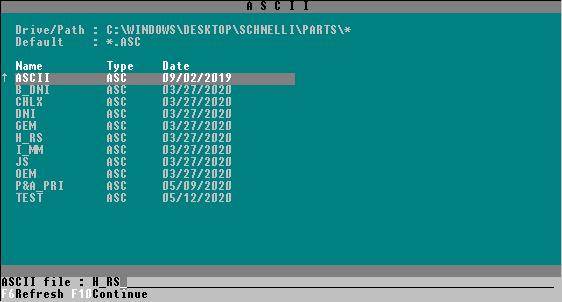 A S C I I
Drive/Path : C:\WINDOWS\DESKTOP\SCHNELLI\PARTS\*
Default : *.ASC
Name Type Date
↑ ASCII ASC 09/02/2019
B_DNI ASC 03/27/2020
CHLX ASC 03/27/2020
DNI ASC 03/27/2020
GEM ASC 03/27/2020
H_RS ASC 03/27/2020
I_MM ASC 03/27/2020
JS ASC 03/27/2020
OEM ASC 03/27/2020
P&A_PRI ASC 05/09/2020
TEST ASC 05/12/2020
ASCII file : H_RS_
F6Refresh F10Continue